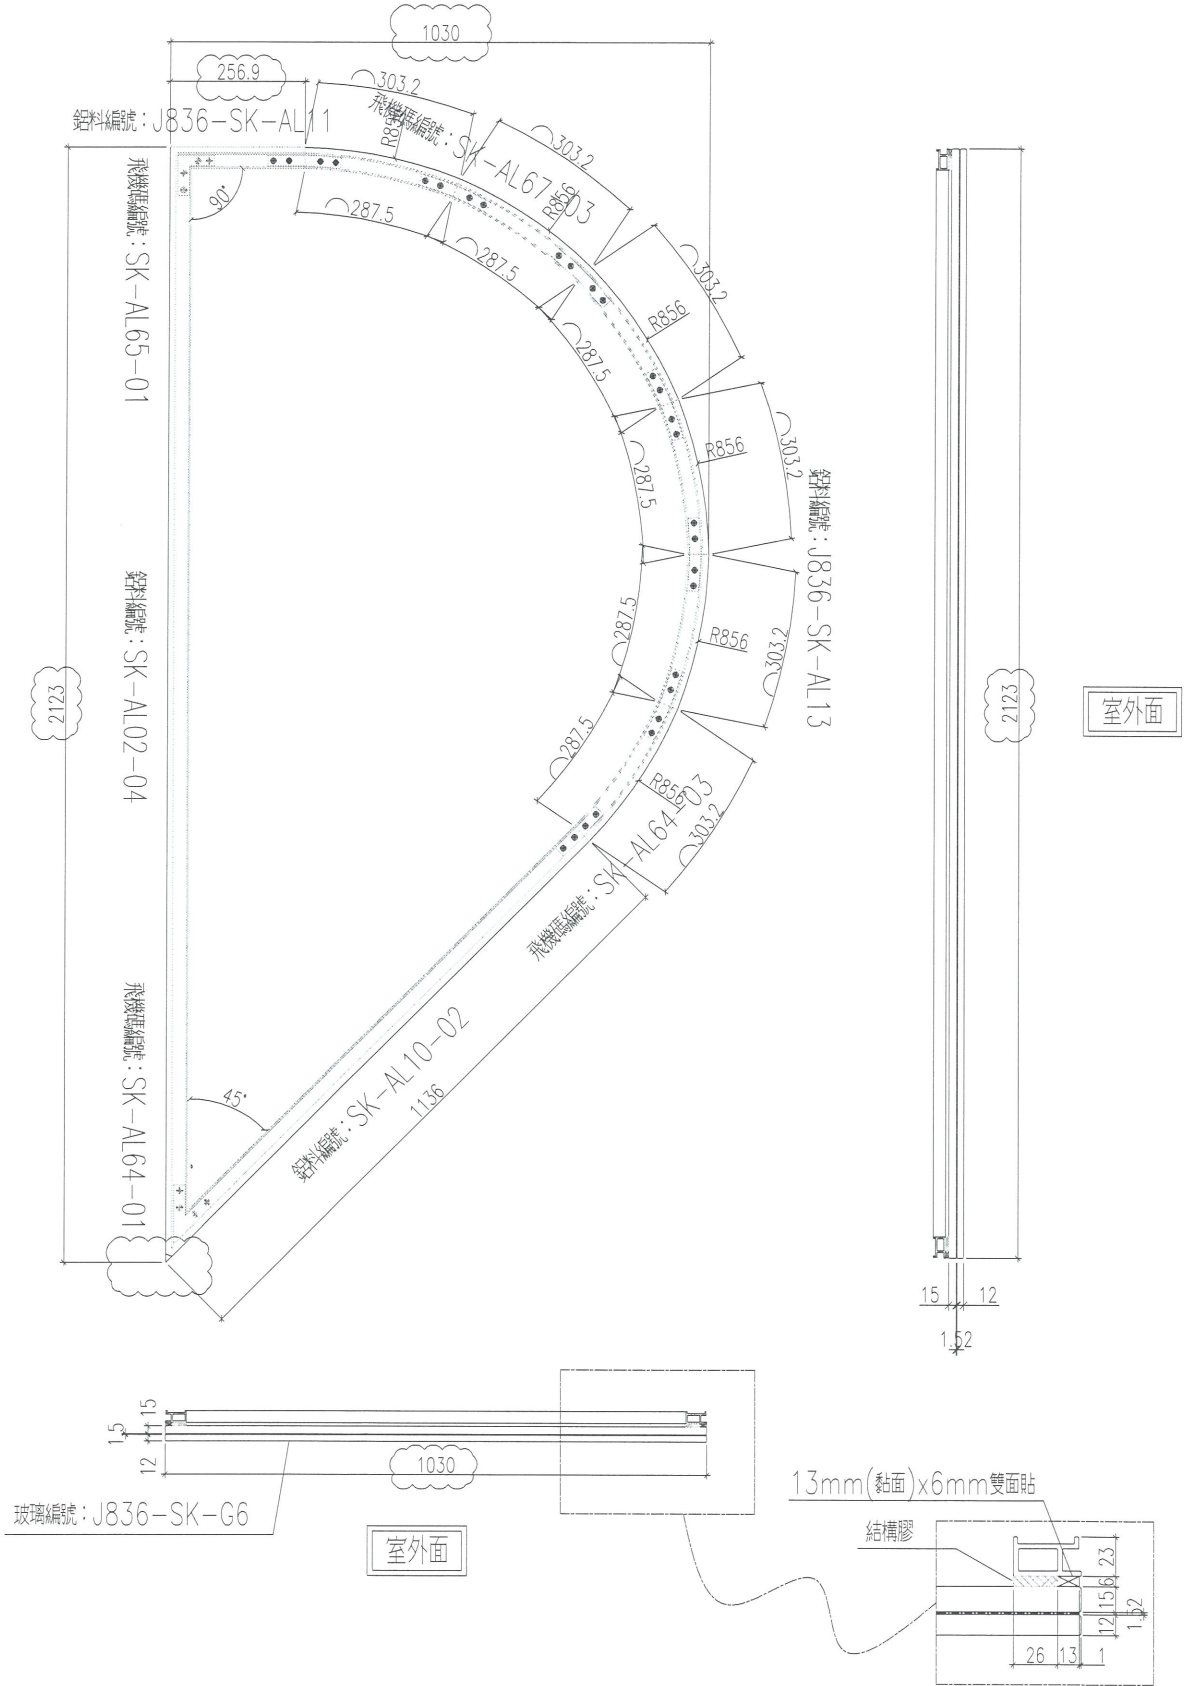 1030
256.9
303.2
鋁料編號：J836-SK-AL11
飛機碼編號：SK-AL67-03
R856
303.2
R856
飛機碼編號：SK-AL65-01
90°
287.5
287.5
303.2
R856
287.5
303.2
R856
287.5
鋁料編號：J836-SK-AL13
鋁料編號：SK-AL02-04
2123
287.5
R856
303.2
2123
室外面
287.5
R856
303.2
飛機碼編號：SK-AL64-03
飛機碼編號：SK-AL64-01
鋁料編號：SK-AL10-02
1136
45°
15
12
1.52
15
1.5
12
1030
玻璃編號：J836-SK-G6
室外面
13mm(黏面)x6mm雙面貼
結構膠
23
6
15
1.52
12
26
13
1